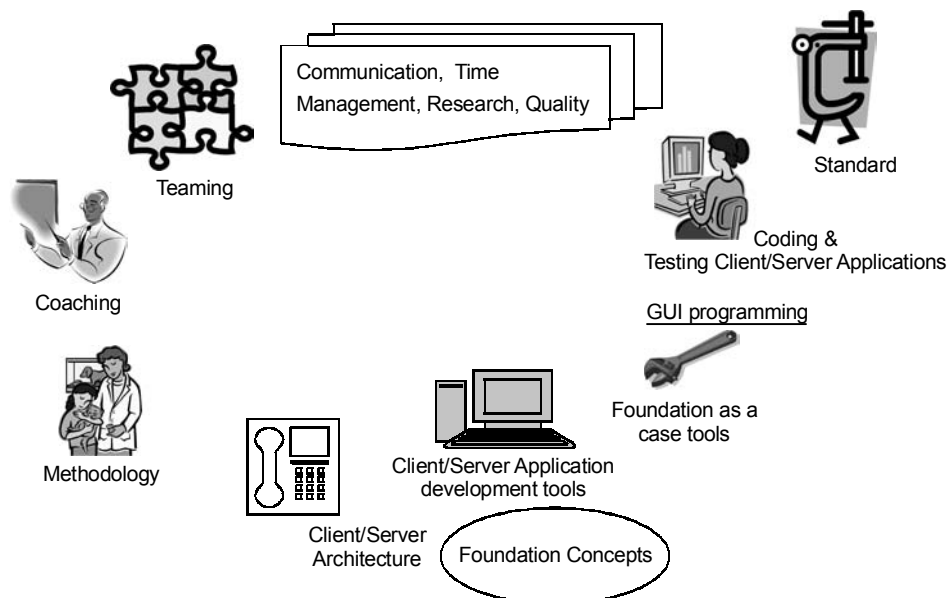 Communication, Time
Management, Research, Quality
Teaming
Standard
Coaching
Coding &
Testing Client/Server Applications
GUI programming
Foundation as a
case tools
Methodology
Client/Server Application
development tools
Client/Server
Architecture
Foundation Concepts